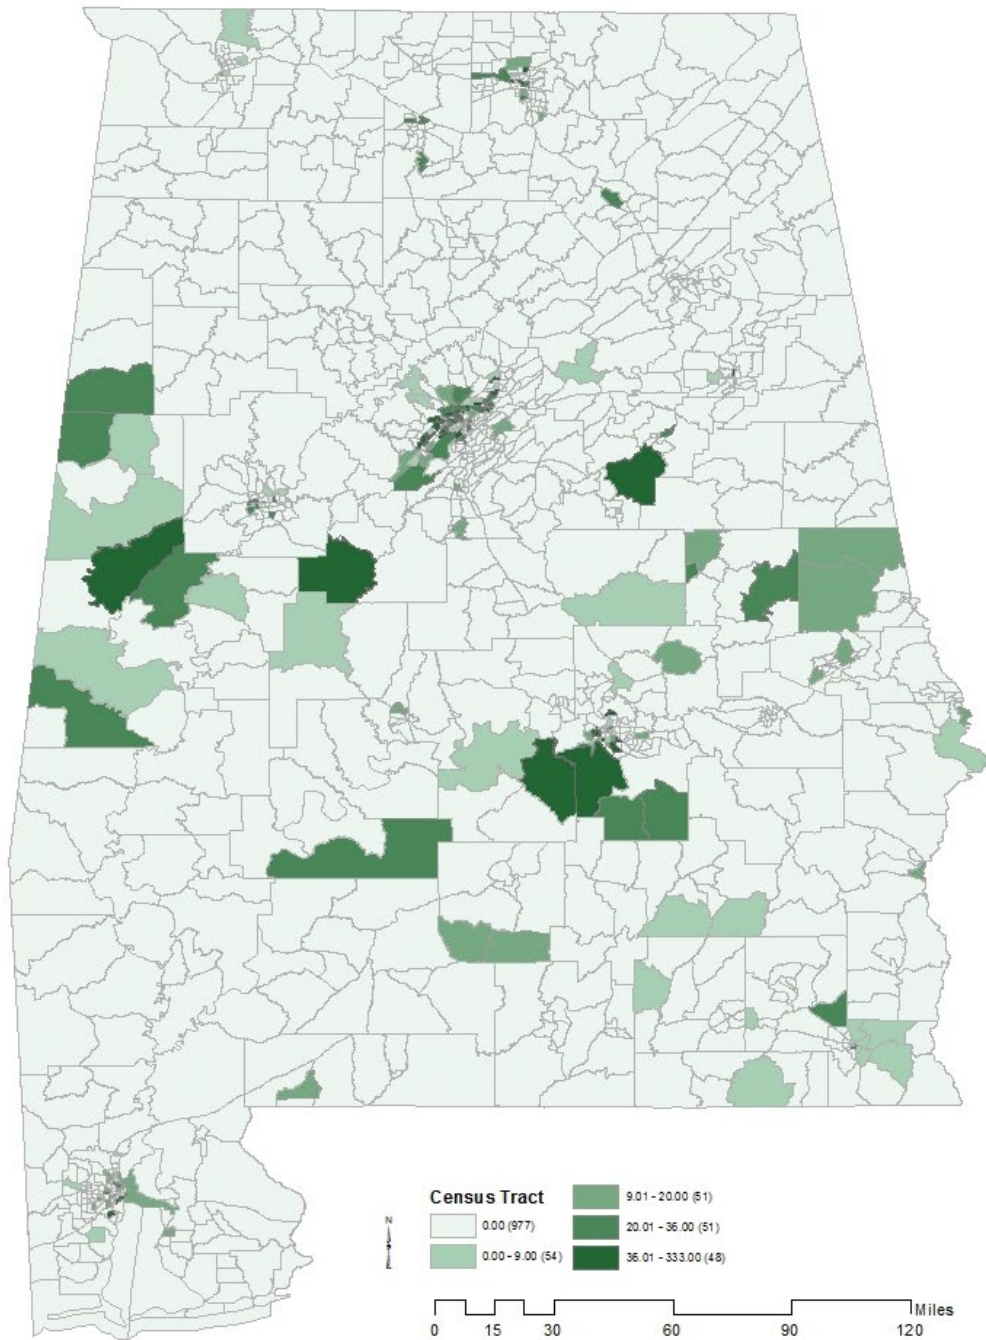 Census Tract
0.00 (977)
0.00 - 9.00 (54)
9.01 - 20.00 (51)
20.01 - 36.00 (51)
36.01 - 333.00 (48)
N
Miles
0 15 30 60 90 120